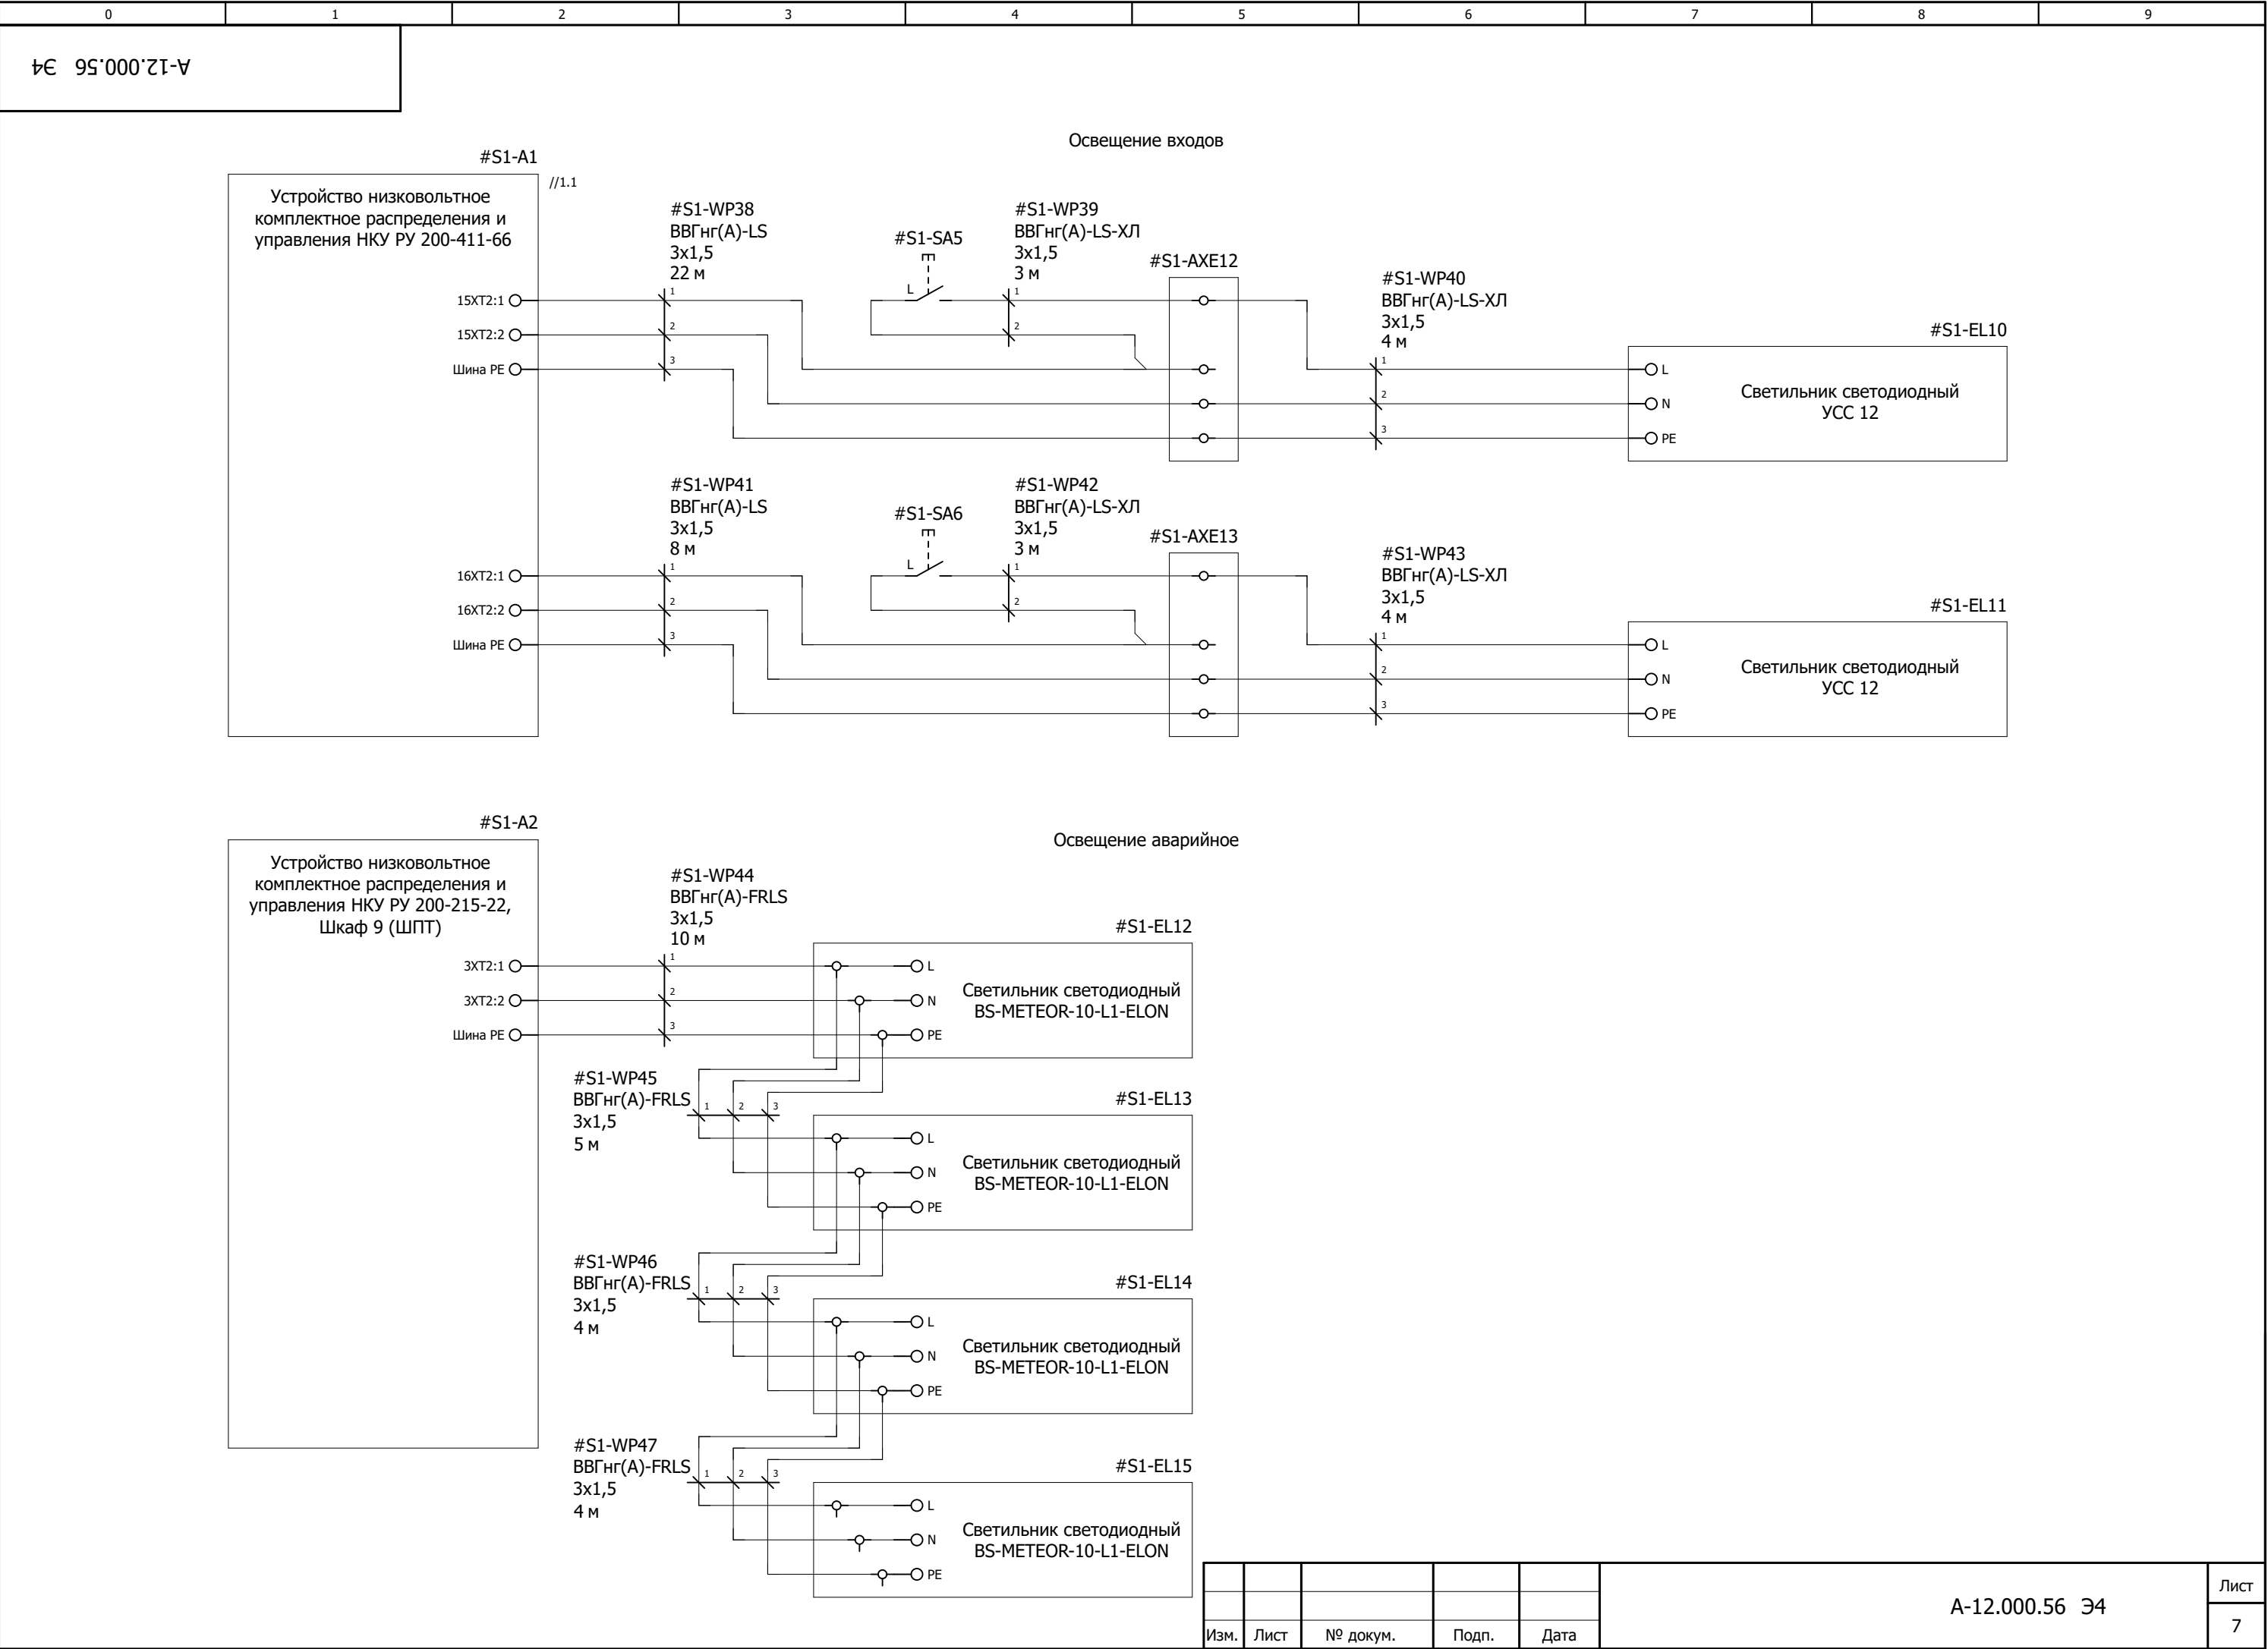 0 1 2 3 4 5 6 7 8 9
А-12.000.56 Э4
Освещение входов
#S1-A1
//1.1
Устройство низковольтное
комплектное распределения и
управления НКУ РУ 200-411-66
#S1-WP38
ВВГнг(А)-LS
3х1,5
22 м
#S1-SA5
L
#S1-WP39
ВВГнг(А)-LS-ХЛ
3х1,5
3 м
#S1-AXE12
#S1-WP40
ВВГнг(А)-LS-ХЛ
3х1,5
4 м
#S1-EL10
15XT2:1
15XT2:2
Шина PE
1
2
3
1
2
1
2
3
L
N
PE
Светильник светодиодный
УСС 12
#S1-WP41
ВВГнг(А)-LS
3х1,5
8 м
#S1-SA6
L
#S1-WP42
ВВГнг(А)-LS-ХЛ
3х1,5
3 м
#S1-AXE13
#S1-WP43
ВВГнг(А)-LS-ХЛ
3х1,5
4 м
#S1-EL11
16XT2:1
16XT2:2
Шина PE
1
2
3
1
2
1
2
3
L
N
PE
Светильник светодиодный
УСС 12
#S1-A2
Освещение аварийное
Устройство низковольтное
комплектное распределения и
управления НКУ РУ 200-215-22,
Шкаф 9 (ШПТ)
#S1-WP44
ВВГнг(А)-FRLS
3х1,5
10 м
#S1-EL12
3XT2:1
3XT2:2
Шина PE
1
2
3
L
N
PE
Светильник светодиодный
BS-METEOR-10-L1-ELON
#S1-WP45
ВВГнг(А)-FRLS
3х1,5
5 м
1 2 3
#S1-EL13
L
N
PE
Светильник светодиодный
BS-METEOR-10-L1-ELON
#S1-WP46
ВВГнг(А)-FRLS
3х1,5
4 м
1 2 3
#S1-EL14
L
N
PE
Светильник светодиодный
BS-METEOR-10-L1-ELON
#S1-WP47
ВВГнг(А)-FRLS
3х1,5
4 м
1 2 3
#S1-EL15
L
N
PE
Светильник светодиодный
BS-METEOR-10-L1-ELON
Изм. Лист № докум. Подп. Дата
А-12.000.56 Э4
Лист
7